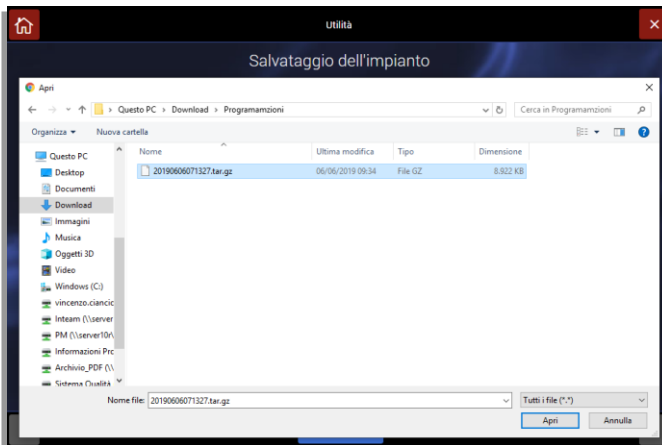 Utilità
Salvataggio dell'impianto
Apri
Questo PC > Download > Programamzioni
Cerca in Programamzioni
Organizza
Nuova cartella
Nome Ultima modifica Tipo Dimensione
20190606071327.tar.gz 06/06/2019 09:34 File GZ 8.922 KB
Questo PC
Desktop
Documenti
Download
Immagini
Musica
Oggetti 3D
Video
Windows (C:)
vincenzo.ciancic
Inteam (\\server
PM (\\server10r\
Informazioni Prc
Archivio_PDF (\\
Sistema Qualità
Nome file: 20190606071327.tar.gz
Tutti i file (*.*)
Apri Annulla